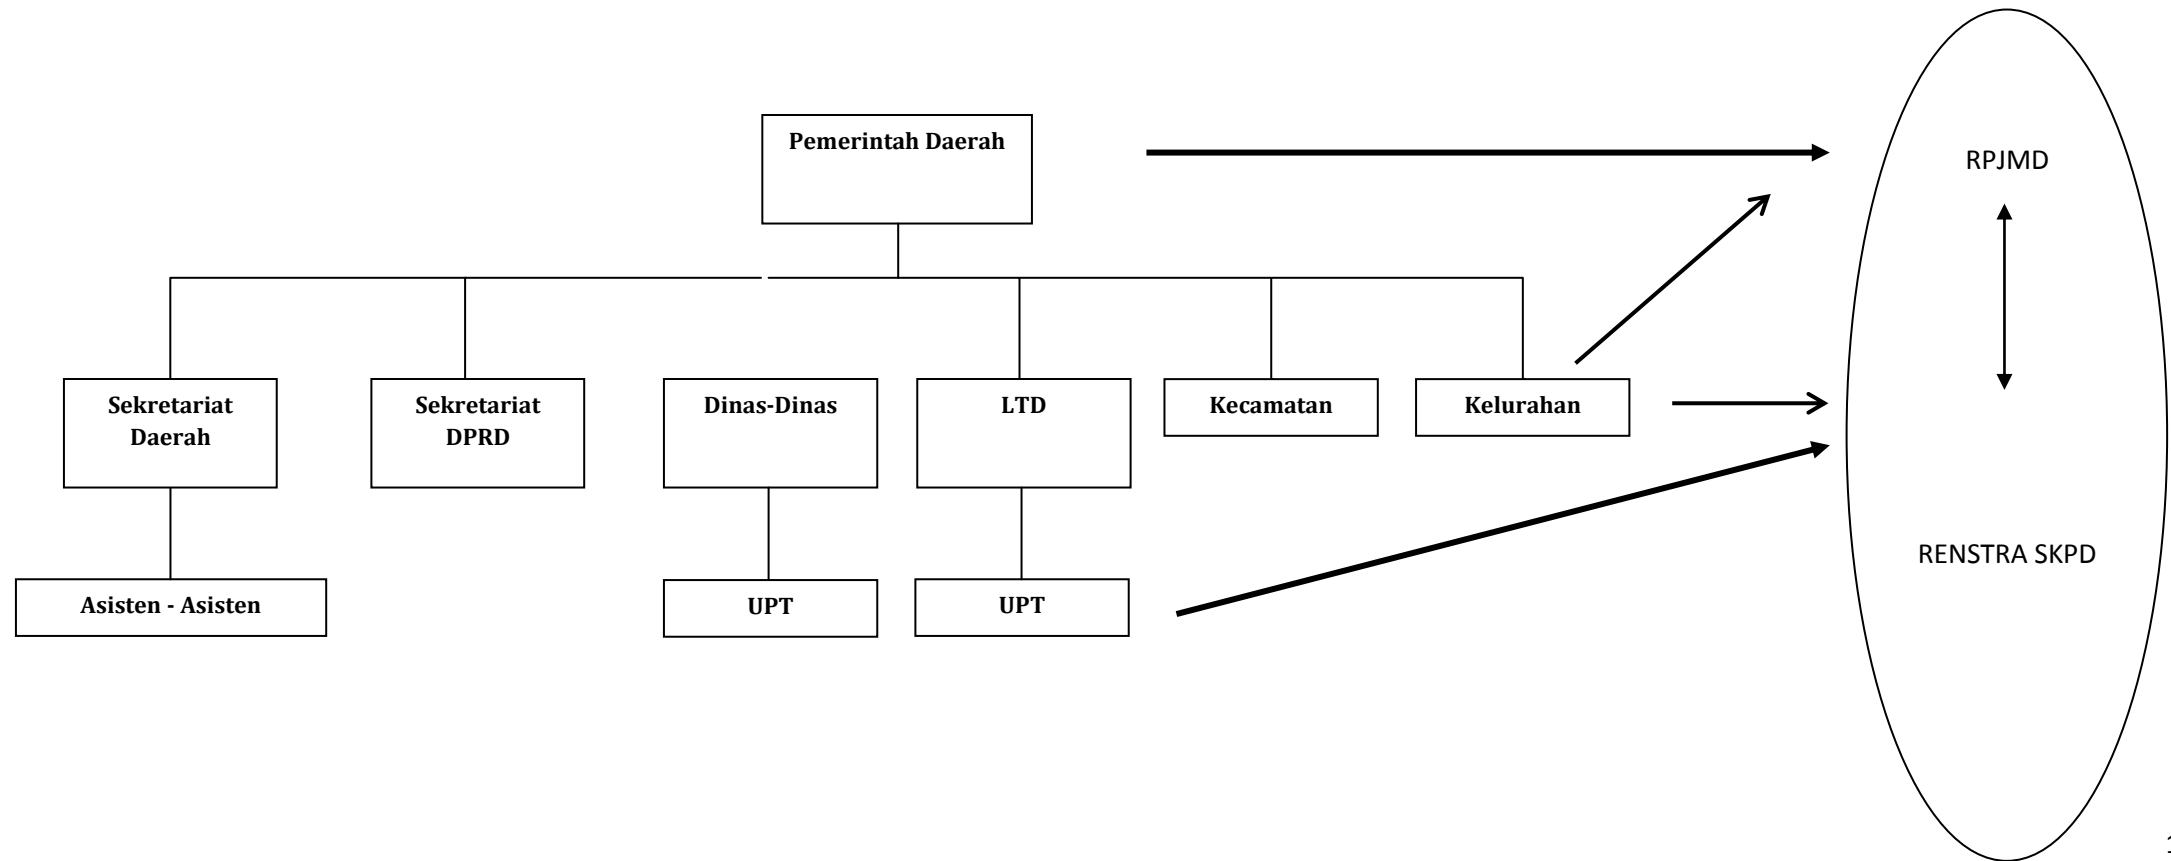 Pemerintah Daerah
RPJMD
Sekretariat
Daerah
Sekretariat
DPRD
Dinas-Dinas
LTD
Kecamatan
Kelurahan
RENSTRA SKPD
Asisten - Asisten
UPT
UPT